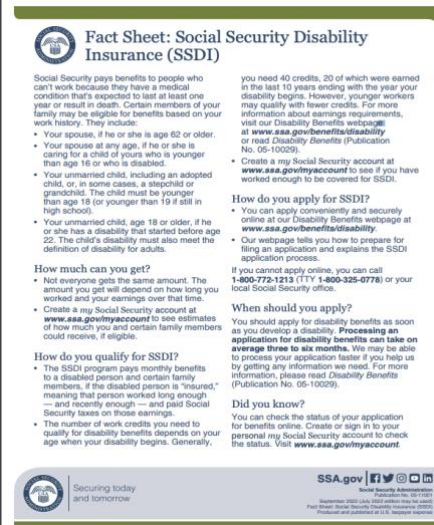 Fact Sheet: Social Security Disability
Insurance (SSDI)
Social Security pays benefits to people who
can't work because they have a medical
condition that's expected to last at least one
year or result in death. Certain members of your
family may be eligible for benefits based on your
work history. They include:
• Your spouse, if he or she is age 62 or older.
• Your spouse at any age, if he or she is
caring for a child of yours who is younger
than age 16 or who is disabled.
• Your unmarried child, including an adopted
child, or, in some cases, a stepchild or
grandchild. The child must be younger
than age 18 (or younger than 19 if still in
high school).
• Your unmarried child, age 18 or older, if he
or she has a disability that started before age
22. The child's disability must also meet the
definition of disability for adults.
How much can you get?
• Not everyone gets the same amount. The
amount you get will depend on how long you
worked and your earnings over that time.
• Create a my Social Security account at
www.ssa.gov/myaccount to see estimates
of how much you and certain family members
could receive, if eligible.
How do you qualify for SSDI?
• The SSDI program pays monthly benefits
to a disabled person and certain family
members, if the disabled person is "insured,"
meaning that person worked long enough
— and recently enough — and paid Social
Security taxes on those earnings.
• The number of work credits you need to
qualify for disability benefits depends on your
age when your disability begins. Generally,
you need 40 credits, 20 of which were earned
in the last 10 years ending with the year your
disability begins. However, younger workers
may qualify with fewer credits. For more
information about earnings requirements,
visit our Disability Benefits webpage
at www.ssa.gov/benefits/disability
or read Disability Benefits (Publication
No. 05-10029).
• Create a my Social Security account at
www.ssa.gov/myaccount to see if you have
worked enough to be covered for SSDI.
How do you apply for SSDI?
• You can apply conveniently and securely
online at our Disability Benefits webpage at
www.ssa.gov/benefits/disability.
• Our webpage tells you how to prepare for
filing an application and explains the SSDI
application process.
If you cannot apply online, you can call
1-800-772-1213 (TTY 1-800-325-0778) or your
local Social Security office.
When should you apply?
You should apply for disability benefits as soon
as you develop a disability. Processing an
application for disability benefits can take on
average three to six months. We may be able
to process your application faster if you help us
by getting any information we need. For more
information, please read Disability Benefits
(Publication No. 05-10029).
Did you know?
You can check the status of your application
for benefits online. Create or sign in to your
personal my Social Security account to check
the status. Visit www.ssa.gov/myaccount.
Securing today
and tomorrow
SSA.gov
Social Security Administration
Publication No. 05-11001
Fact Sheet: Social Security Disability Insurance (SSDI)
Produced and published at U.S. taxpayer expense